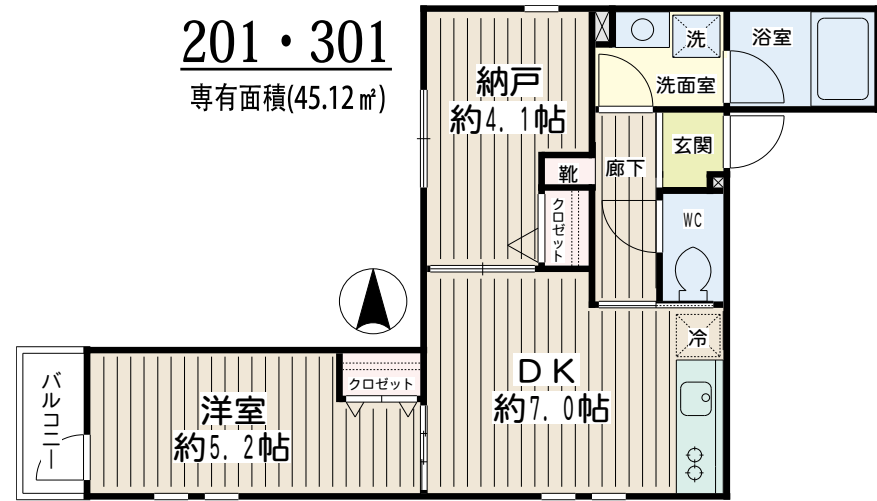 201・301
専有面積(45.12㎡)
納戸
約4.1帖
洗
浴室
洗面室
玄関
靴
廊下
クロゼット
WC
冷
DK
約7.0帖
クロゼット
洋室
約5.2帖
バルコニー